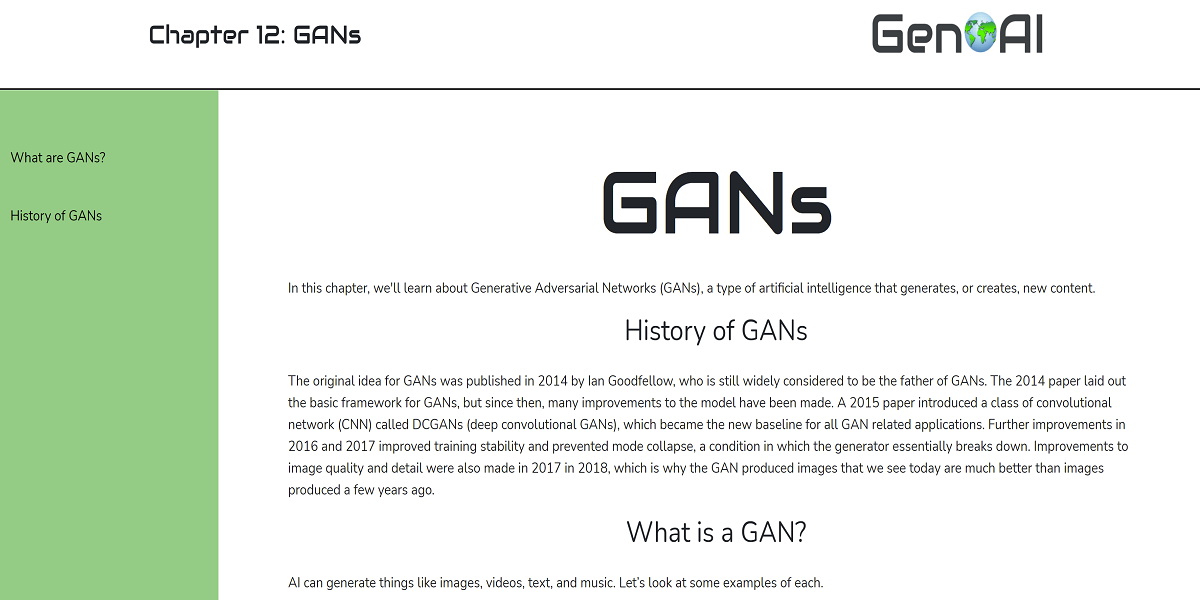 Chapter 12: GANs
Gen AI
What are GANs?
History of GANs
GANs
In this chapter, we'll learn about Generative Adversarial Networks (GANs), a type of artificial intelligence that generates, or creates, new content.
History of GANs
The original idea for GANs was published in 2014 by Ian Goodfellow, who is still widely considered to be the father of GANs. The 2014 paper laid out
the basic framework for GANs, but since then, many improvements to the model have been made. A 2015 paper introduced a class of convolutional
network (CNN) called DCGANs (deep convolutional GANs), which became the new baseline for all GAN related applications. Further improvements in
2016 and 2017 improved training stability and prevented mode collapse, a condition in which the generator essentially breaks down. Improvements to
image quality and detail were also made in 2017 in 2018, which is why the GAN produced images that we see today are much better than images
produced a few years ago.
What is a GAN?
AI can generate things like images, videos, text, and music. Let's look at some examples of each.